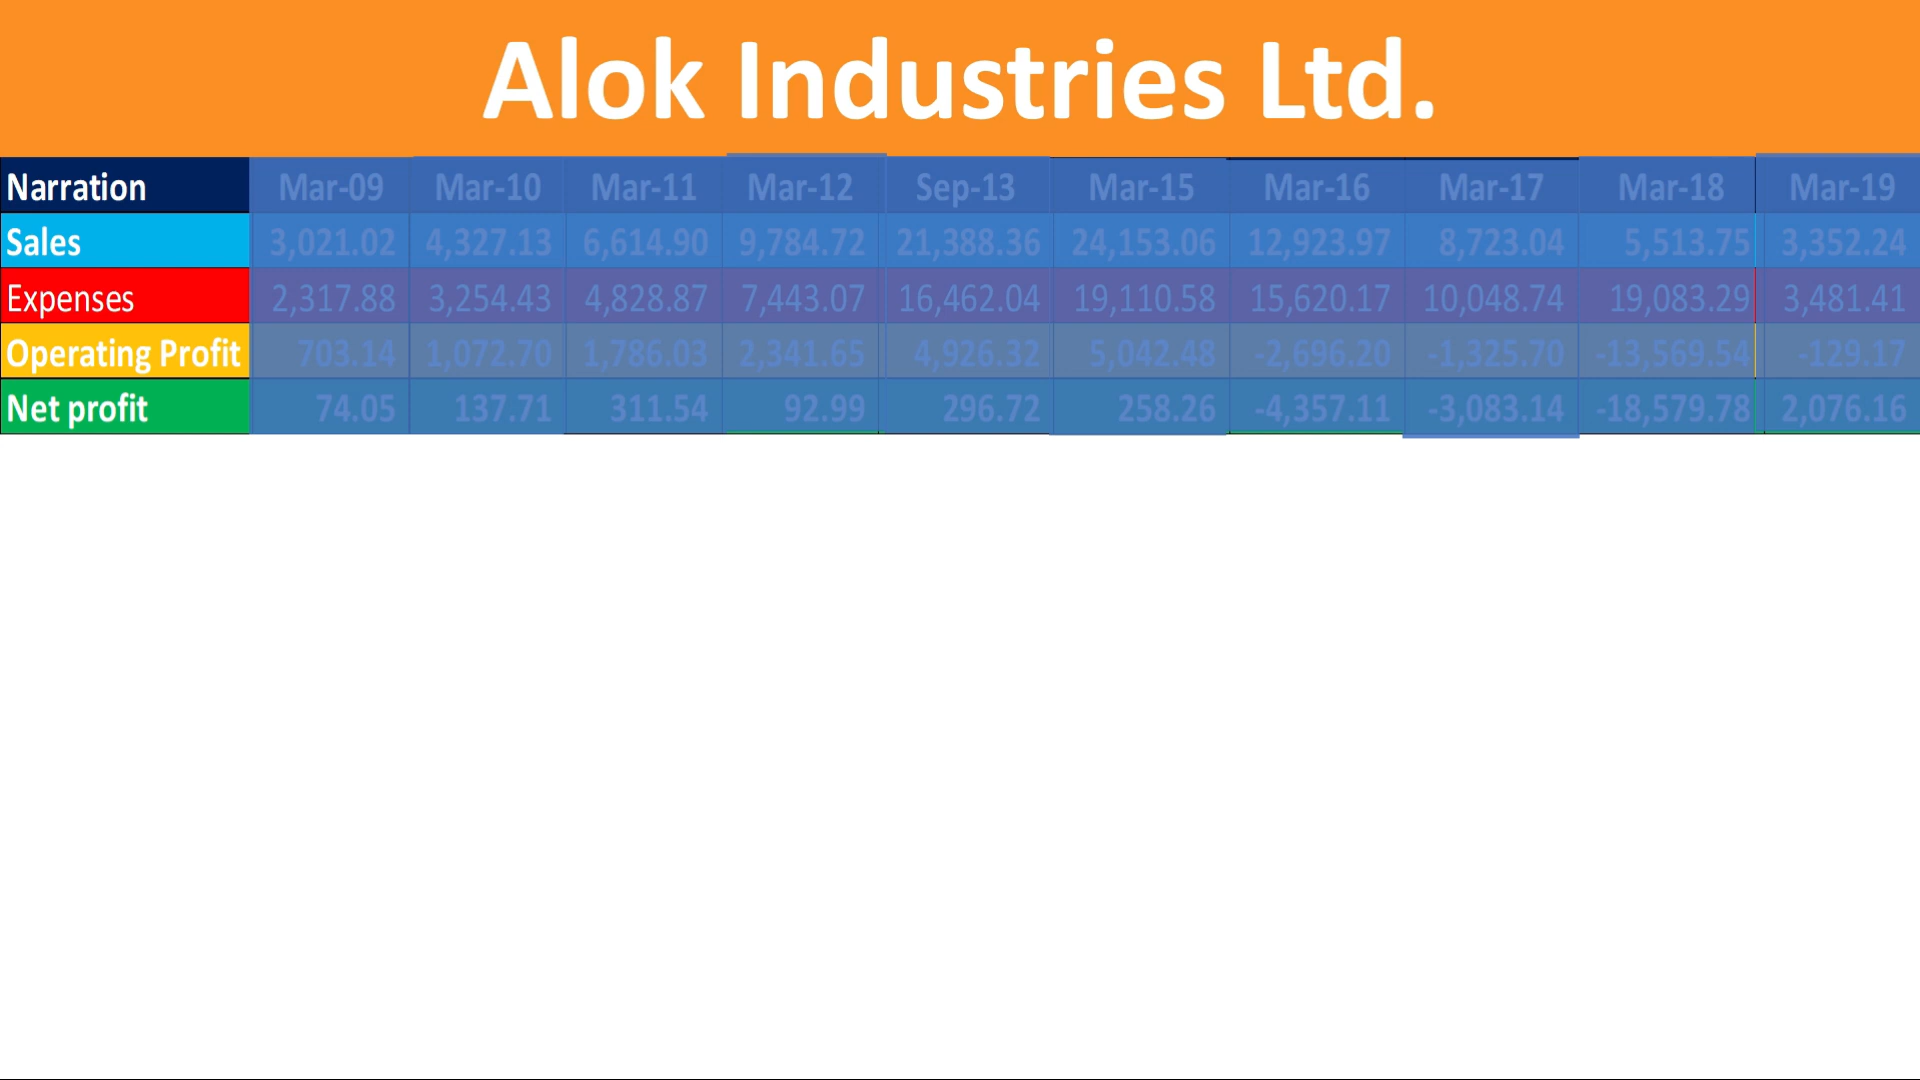 Alok Industries Ltd.
Narration Mar-09 Mar-10 Mar-11 Mar-12 Sep-13 Mar-15 Mar-16 Mar-17 Mar-18 Mar-19
Sales 3,021.02 4,327.13 6,614.90 9,784.72 21,388.36 24,153.06 12,923.97 8,723.04 5,513.75 3,352.24
Expenses 2,317.88 3,254.43 4,828.87 7,443.07 16,462.04 19,110.58 15,620.17 10,048.74 19,083.29 3,481.41
Operating Profit 703.14 1,072.70 1,786.03 2,341.65 4,926.32 5,042.48 -2,696.20 -1,325.70 -13,569.54 -129.17
Net profit 74.05 137.71 311.54 92.99 296.72 258.26 -4,357.11 -3,083.14 -18,579.78 2,076.16